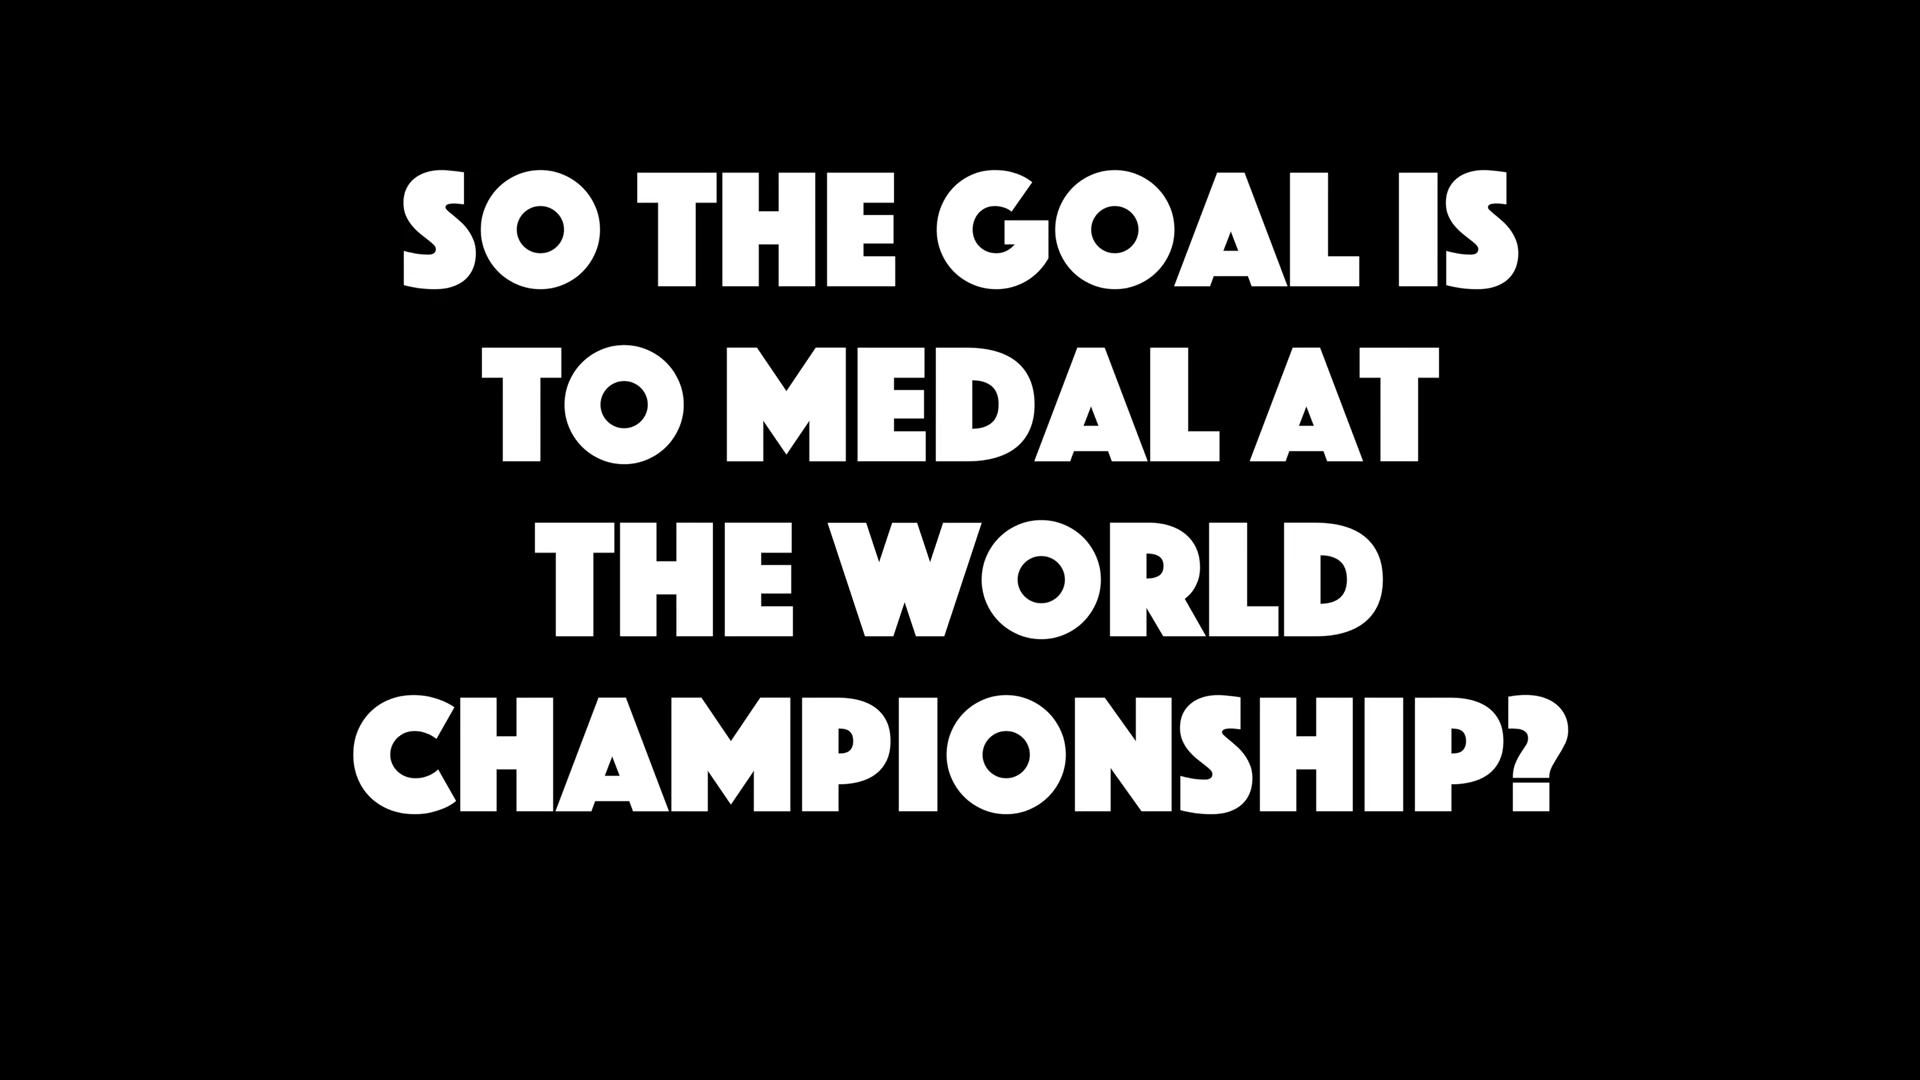 SO THE GOAL IS
TO MEDAL AT
THE WORLD
CHAMPIONSHIP?